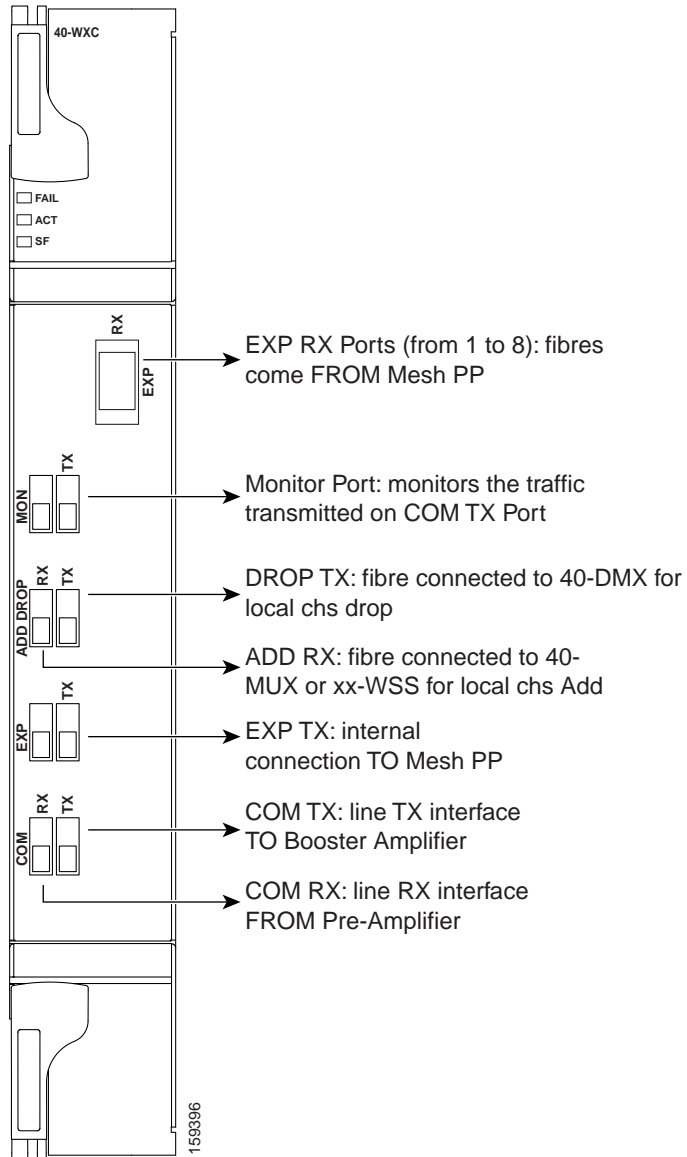 40-WXC
FAIL
ACT
SF
RX
EXP
EXP RX Ports (from 1 to 8): fibres
come FROM Mesh PP
MON
TX
Monitor Port: monitors the traffic
transmitted on COM TX Port
ADD DROP
RX
TX
DROP TX: fibre connected to 40-DMX for
local chs drop
ADD RX: fibre connected to 40-
MUX or xx-WSS for local chs Add
EXP
TX
EXP TX: internal
connection TO Mesh PP
COM
RX
TX
COM TX: line TX interface
TO Booster Amplifier
COM RX: line RX interface
FROM Pre-Amplifier
159396